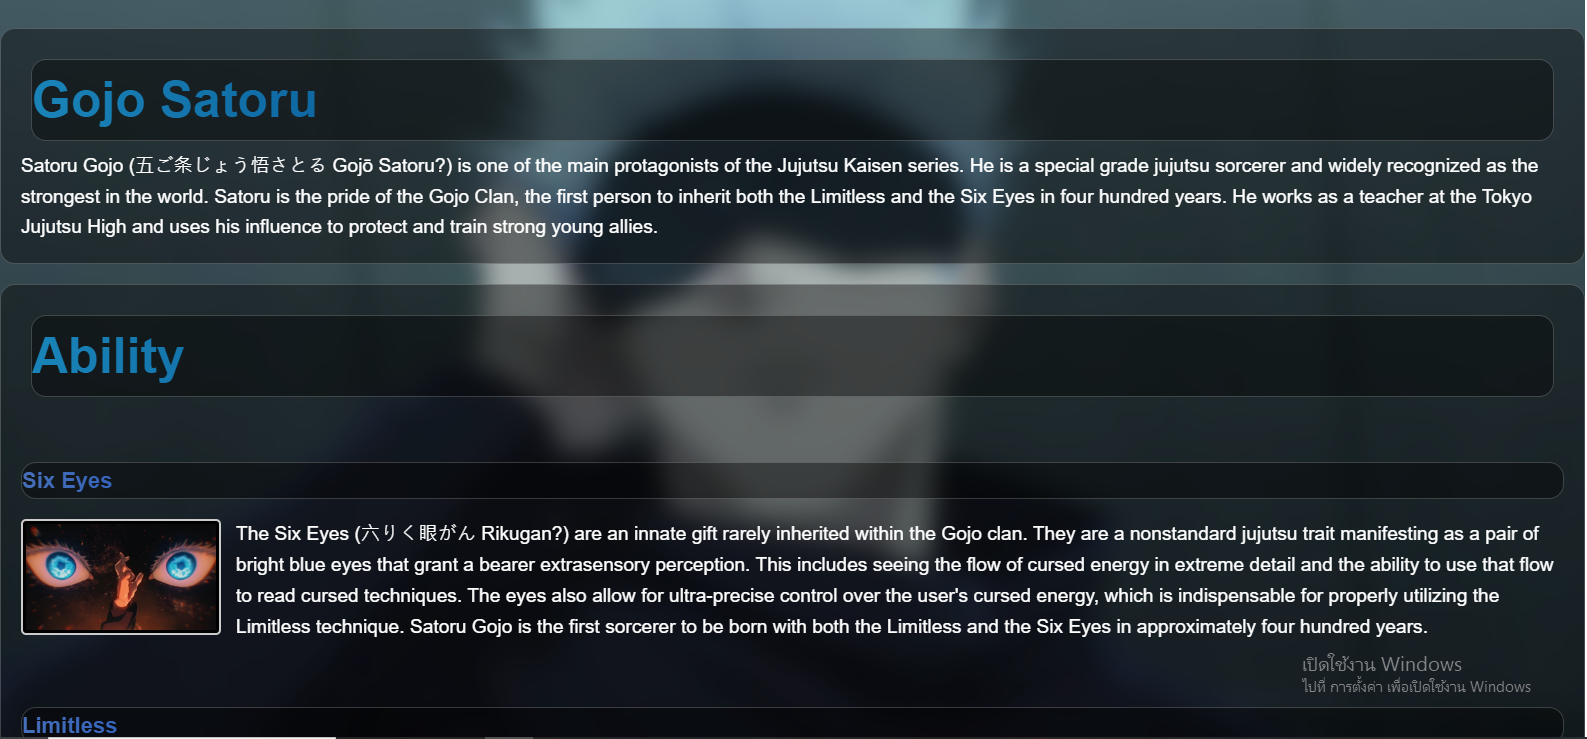 Gojo Satoru
Satoru Gojo (五ご条じょう悟さとる Gojō Satoru?) is one of the main protagonists of the Jujutsu Kaisen series. He is a special grade jujutsu sorcerer and widely recognized as the
strongest in the world. Satoru is the pride of the Gojo Clan, the first person to inherit both the Limitless and the Six Eyes in four hundred years. He works as a teacher at the Tokyo
Jujutsu High and uses his influence to protect and train strong young allies.
Ability
Six Eyes
The Six Eyes (六りく眼がん Rikugan?) are an innate gift rarely inherited within the Gojo clan. They are a nonstandard jujutsu trait manifesting as a pair of
bright blue eyes that grant a bearer extrasensory perception. This includes seeing the flow of cursed energy in extreme detail and the ability to use that flow
to read cursed techniques. The eyes also allow for ultra-precise control over the user's cursed energy, which is indispensable for properly utilizing the
Limitless technique. Satoru Gojo is the first sorcerer to be born with both the Limitless and the Six Eyes in approximately four hundred years.
เปิดใช้งาน Windows
ไปที่ การตั้งค่า เพื่อเปิดใช้งาน Windows
Limitless